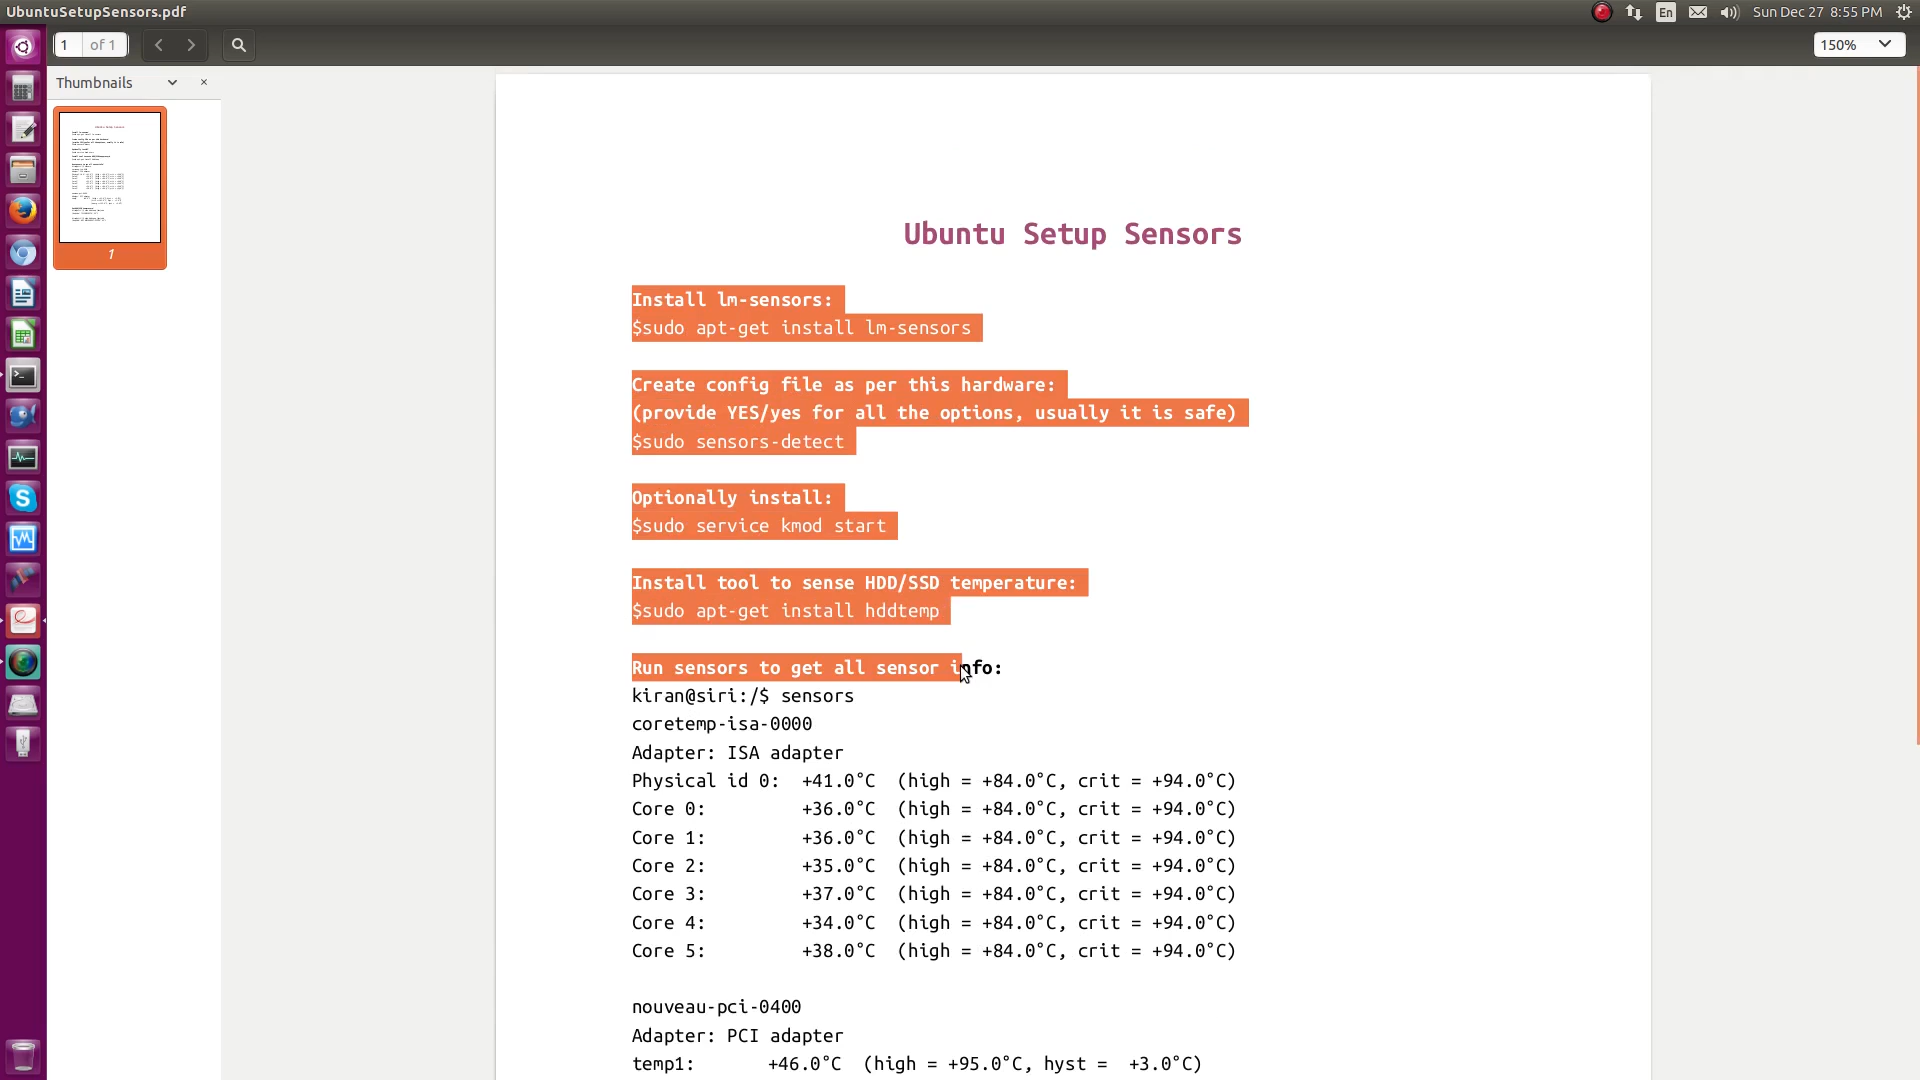 UbuntuSetupSensors.pdf
En
Sun Dec 27 8:55 PM
1 of 1
150%
Thumbnails
1
Ubuntu Setup Sensors
Install lm-sensors:
$sudo apt-get install lm-sensors
Create config file as per this hardware:
(provide YES/yes for all the options, usually it is safe)
$sudo sensors-detect
Optionally install:
$sudo service kmod start
Install tool to sense HDD/SSD temperature:
$sudo apt-get install hddtemp
Run sensors to get all sensor info:
kiran@siri:/$ sensors
coretemp-isa-0000
Adapter: ISA adapter
Physical id 0:  +41.0°C  (high = +84.0°C, crit = +94.0°C)
Core 0:         +36.0°C  (high = +84.0°C, crit = +94.0°C)
Core 1:         +36.0°C  (high = +84.0°C, crit = +94.0°C)
Core 2:         +35.0°C  (high = +84.0°C, crit = +94.0°C)
Core 3:         +37.0°C  (high = +84.0°C, crit = +94.0°C)
Core 4:         +34.0°C  (high = +84.0°C, crit = +94.0°C)
Core 5:         +38.0°C  (high = +84.0°C, crit = +94.0°C)
nouveau-pci-0400
Adapter: PCI adapter
temp1:       +46.0°C  (high = +95.0°C, hyst =  +3.0°C)